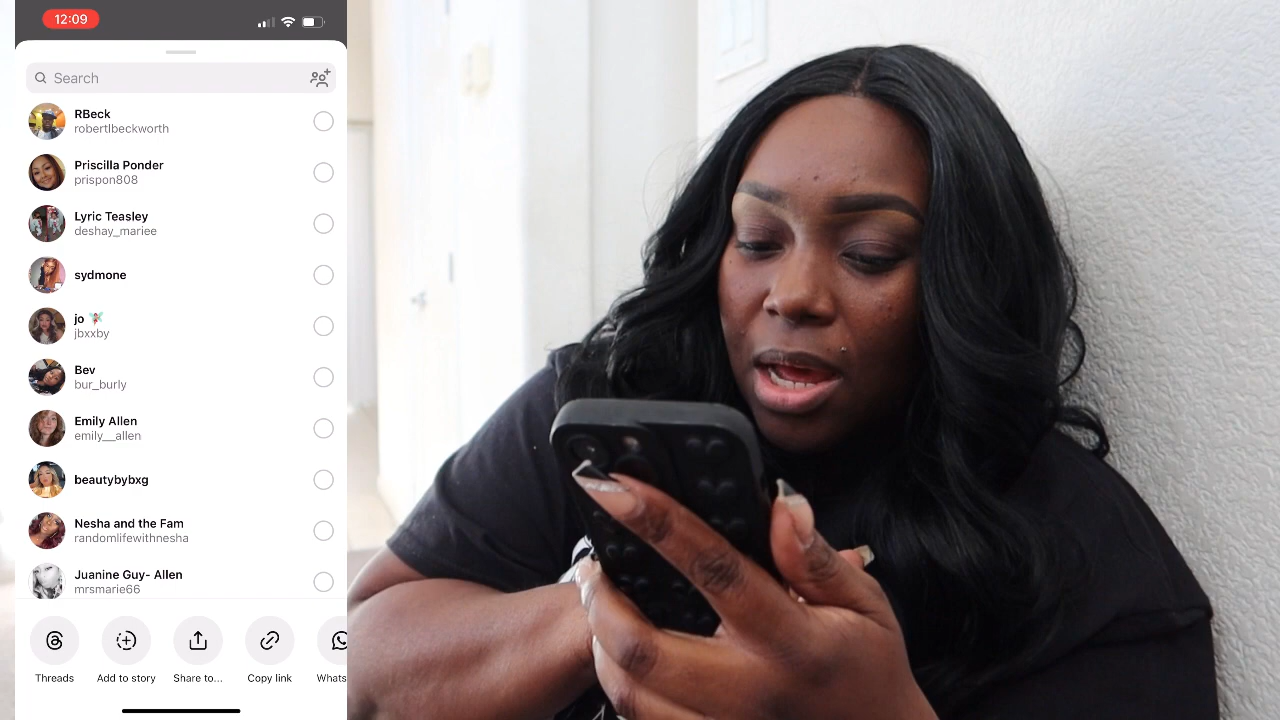 12:09
Search
RBeck
robertlbeckworth
Priscilla Ponder
prispon808
Lyric Teasley
deshay_mariee
sydmone
jo
jbxxby
Bev
bur_burly
Emily Allen
emily__allen
beautybybxg
Nesha and the Fam
randomlifewithnesha
Juanine Guy- Allen
mrsmarie66
Threads
Add to story
Share to...
Copy link
Whats